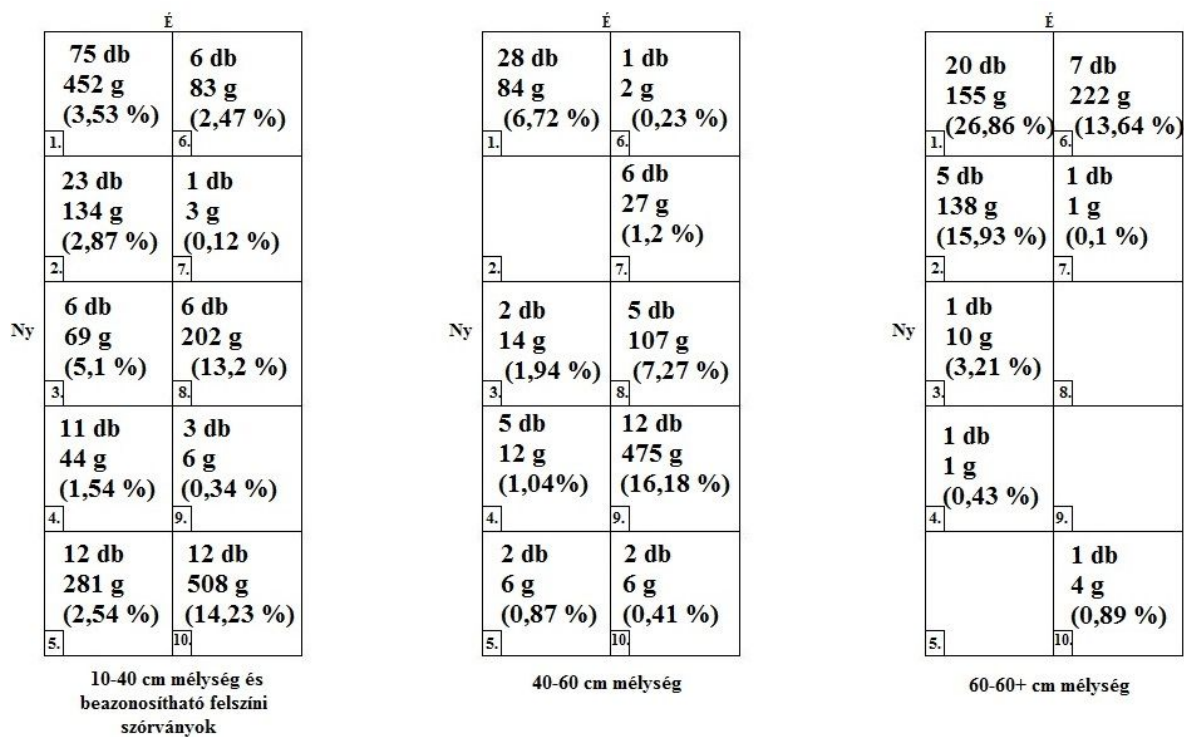 É
75 db
452 g
(3,53 %)
1.
6 db
83 g
(2,47 %)
6.
23 db
134 g
(2,87 %)
2.
1 db
3 g
(0,12 %)
7.
Ny
6 db
69 g
(5,1 %)
3.
6 db
202 g
(13,2 %)
8.
11 db
44 g
(1,54 %)
4.
3 db
6 g
(0,34 %)
9.
12 db
281 g
(2,54 %)
5.
12 db
508 g
(14,23 %)
10.
10-40 cm mélység és
beazonosítható felszíni
szórványok
É
28 db
84 g
(6,72 %)
1.
1 db
2 g
(0,23 %)
6.
2.
6 db
27 g
(1,2 %)
7.
Ny
2 db
14 g
(1,94 %)
3.
5 db
107 g
(7,27 %)
8.
5 db
12 g
(1,04%)
4.
12 db
475 g
(16,18 %)
9.
2 db
6 g
(0,87 %)
5.
2 db
6 g
(0,41 %)
10.
40-60 cm mélység
É
20 db
155 g
(26,86 %)
1.
7 db
222 g
(13,64 %)
6.
5 db
138 g
(15,93 %)
2.
1 db
1 g
(0,1 %)
7.
Ny
1 db
10 g
(3,21 %)
3.
8.
1 db
1 g
(0,43 %)
4.
9.
5.
1 db
4 g
(0,89 %)
10.
60-60+ cm mélység